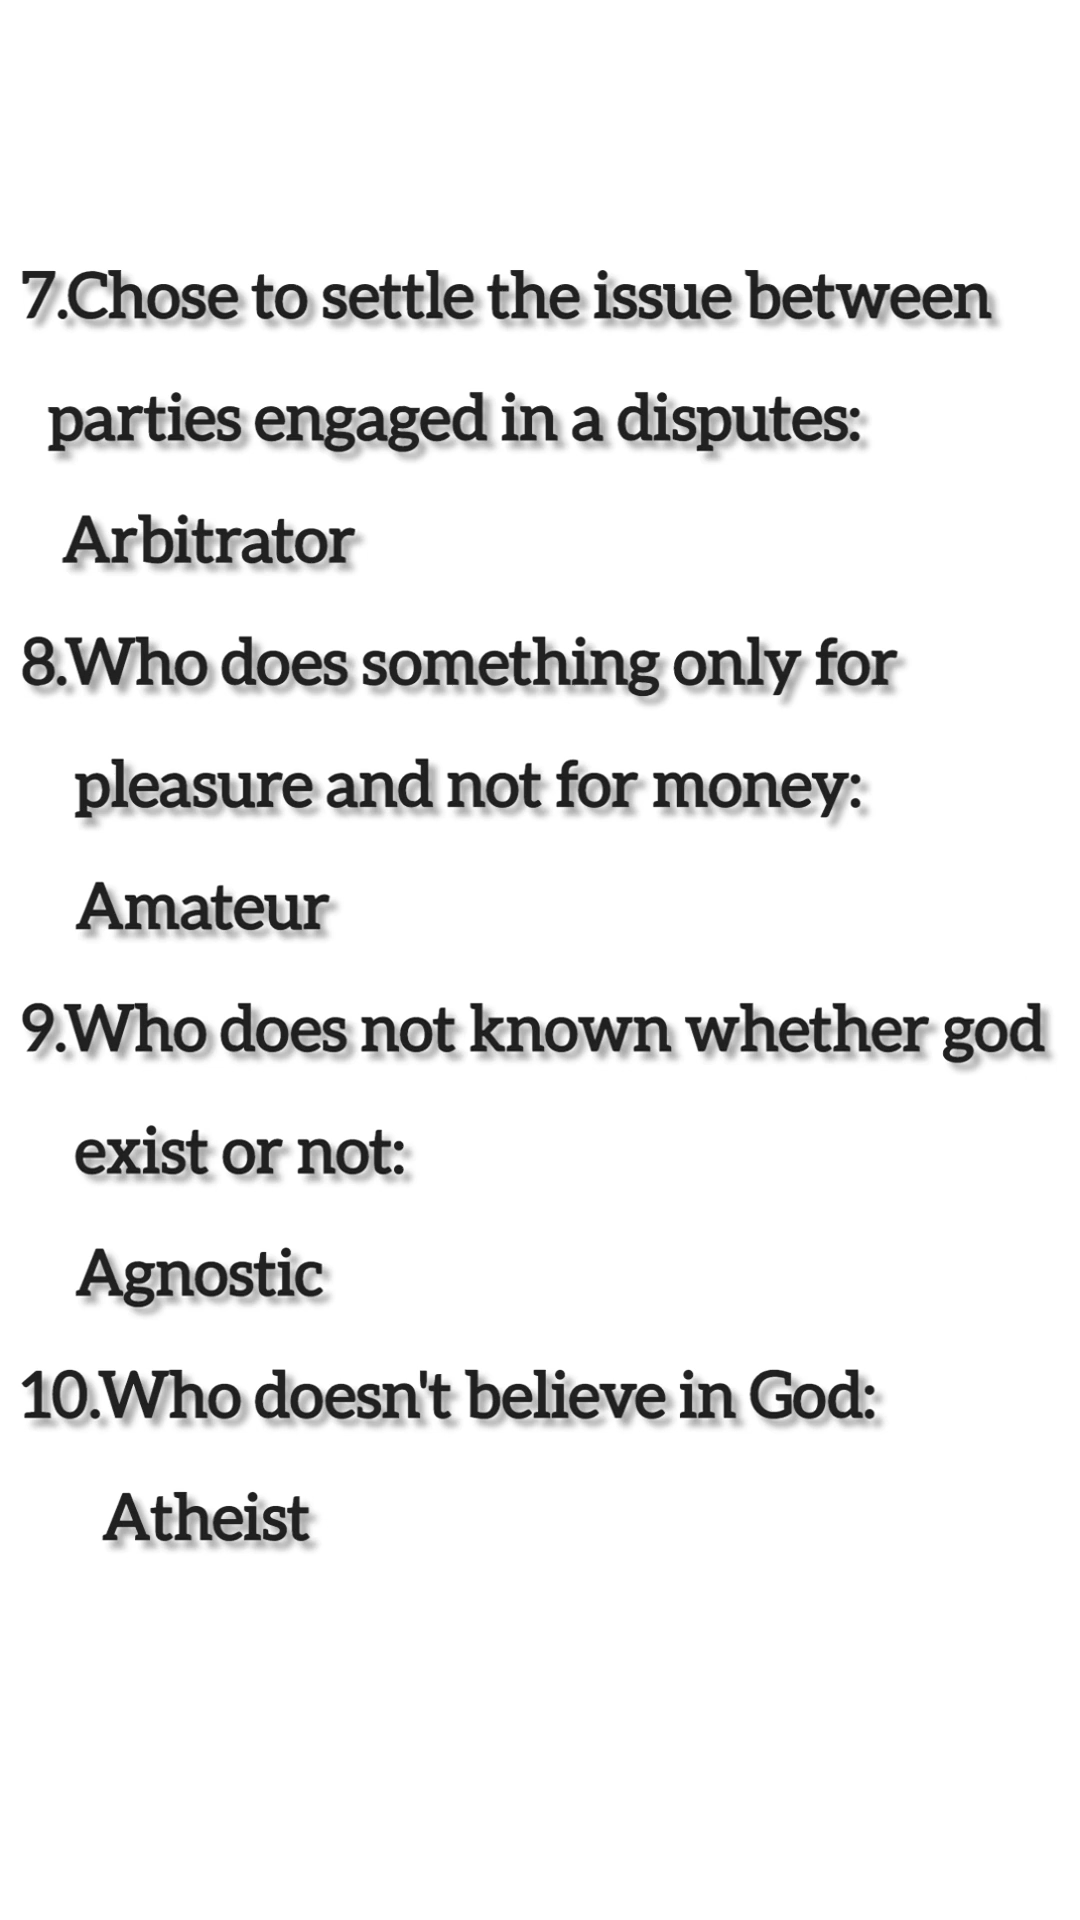 7.Chose to settle the issue between
parties engaged in a disputes:
Arbitrator
8.Who does something only for
pleasure and not for money:
Amateur
9.Who does not known whether god
exist or not:
Agnostic
10.Who doesn't believe in God:
Atheist